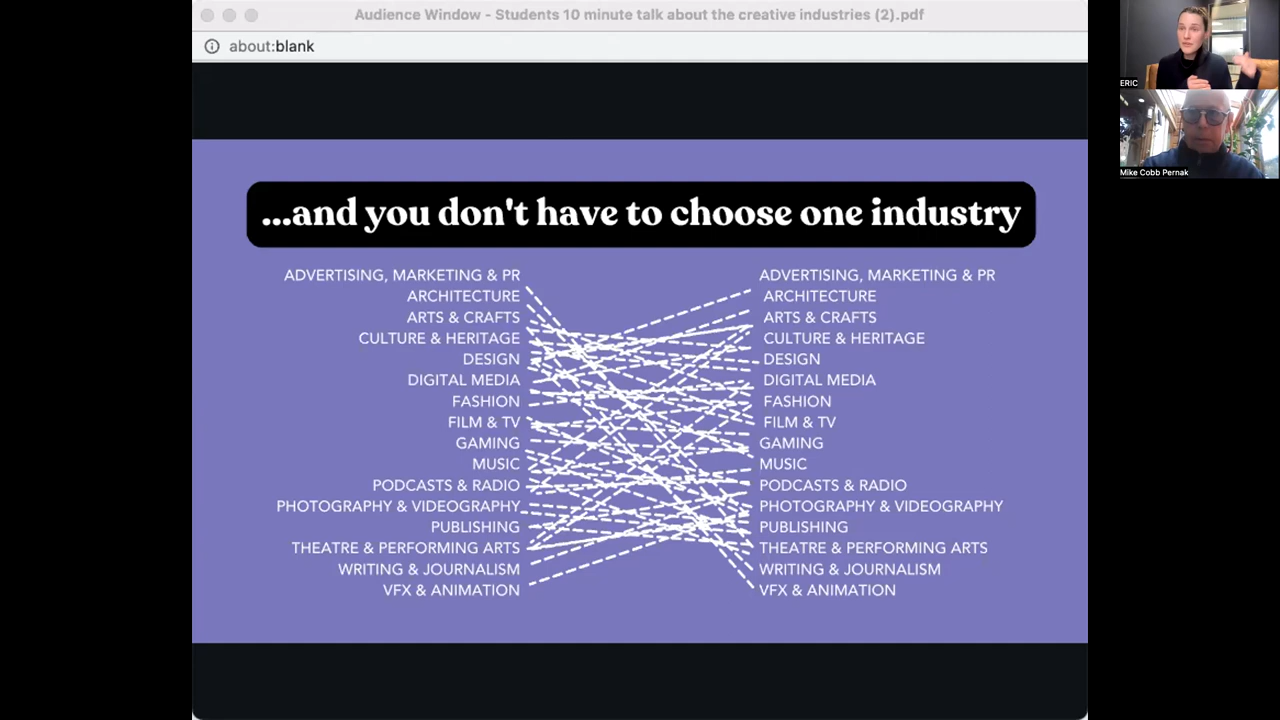 Audience Window - Students 10 minute talk about the creative industries (2).pdf
about:blank
...and you don't have to choose one industry
ADVERTISING, MARKETING & PR
ARCHITECTURE
ARTS & CRAFTS
CULTURE & HERITAGE
DESIGN
DIGITAL MEDIA
FASHION
FILM & TV
GAMING
MUSIC
PODCASTS & RADIO
PHOTOGRAPHY & VIDEOGRAPHY
PUBLISHING
THEATRE & PERFORMING ARTS
WRITING & JOURNALISM
VFX & ANIMATION
ADVERTISING, MARKETING & PR
ARCHITECTURE
ARTS & CRAFTS
CULTURE & HERITAGE
DESIGN
DIGITAL MEDIA
FASHION
FILM & TV
GAMING
MUSIC
PODCASTS & RADIO
PHOTOGRAPHY & VIDEOGRAPHY
PUBLISHING
THEATRE & PERFORMING ARTS
WRITING & JOURNALISM
VFX & ANIMATION
ERIC
Mike Cobb Pernak